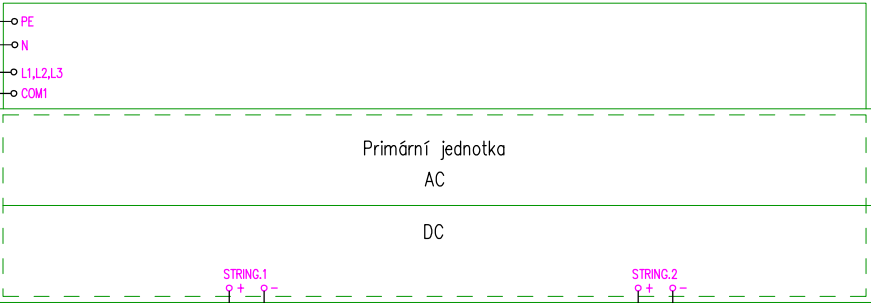 PE
N
L1,L2,L3
COM1
Primární jednotka
AC
DC
STRING.1
+ -
STRING.2
+ -